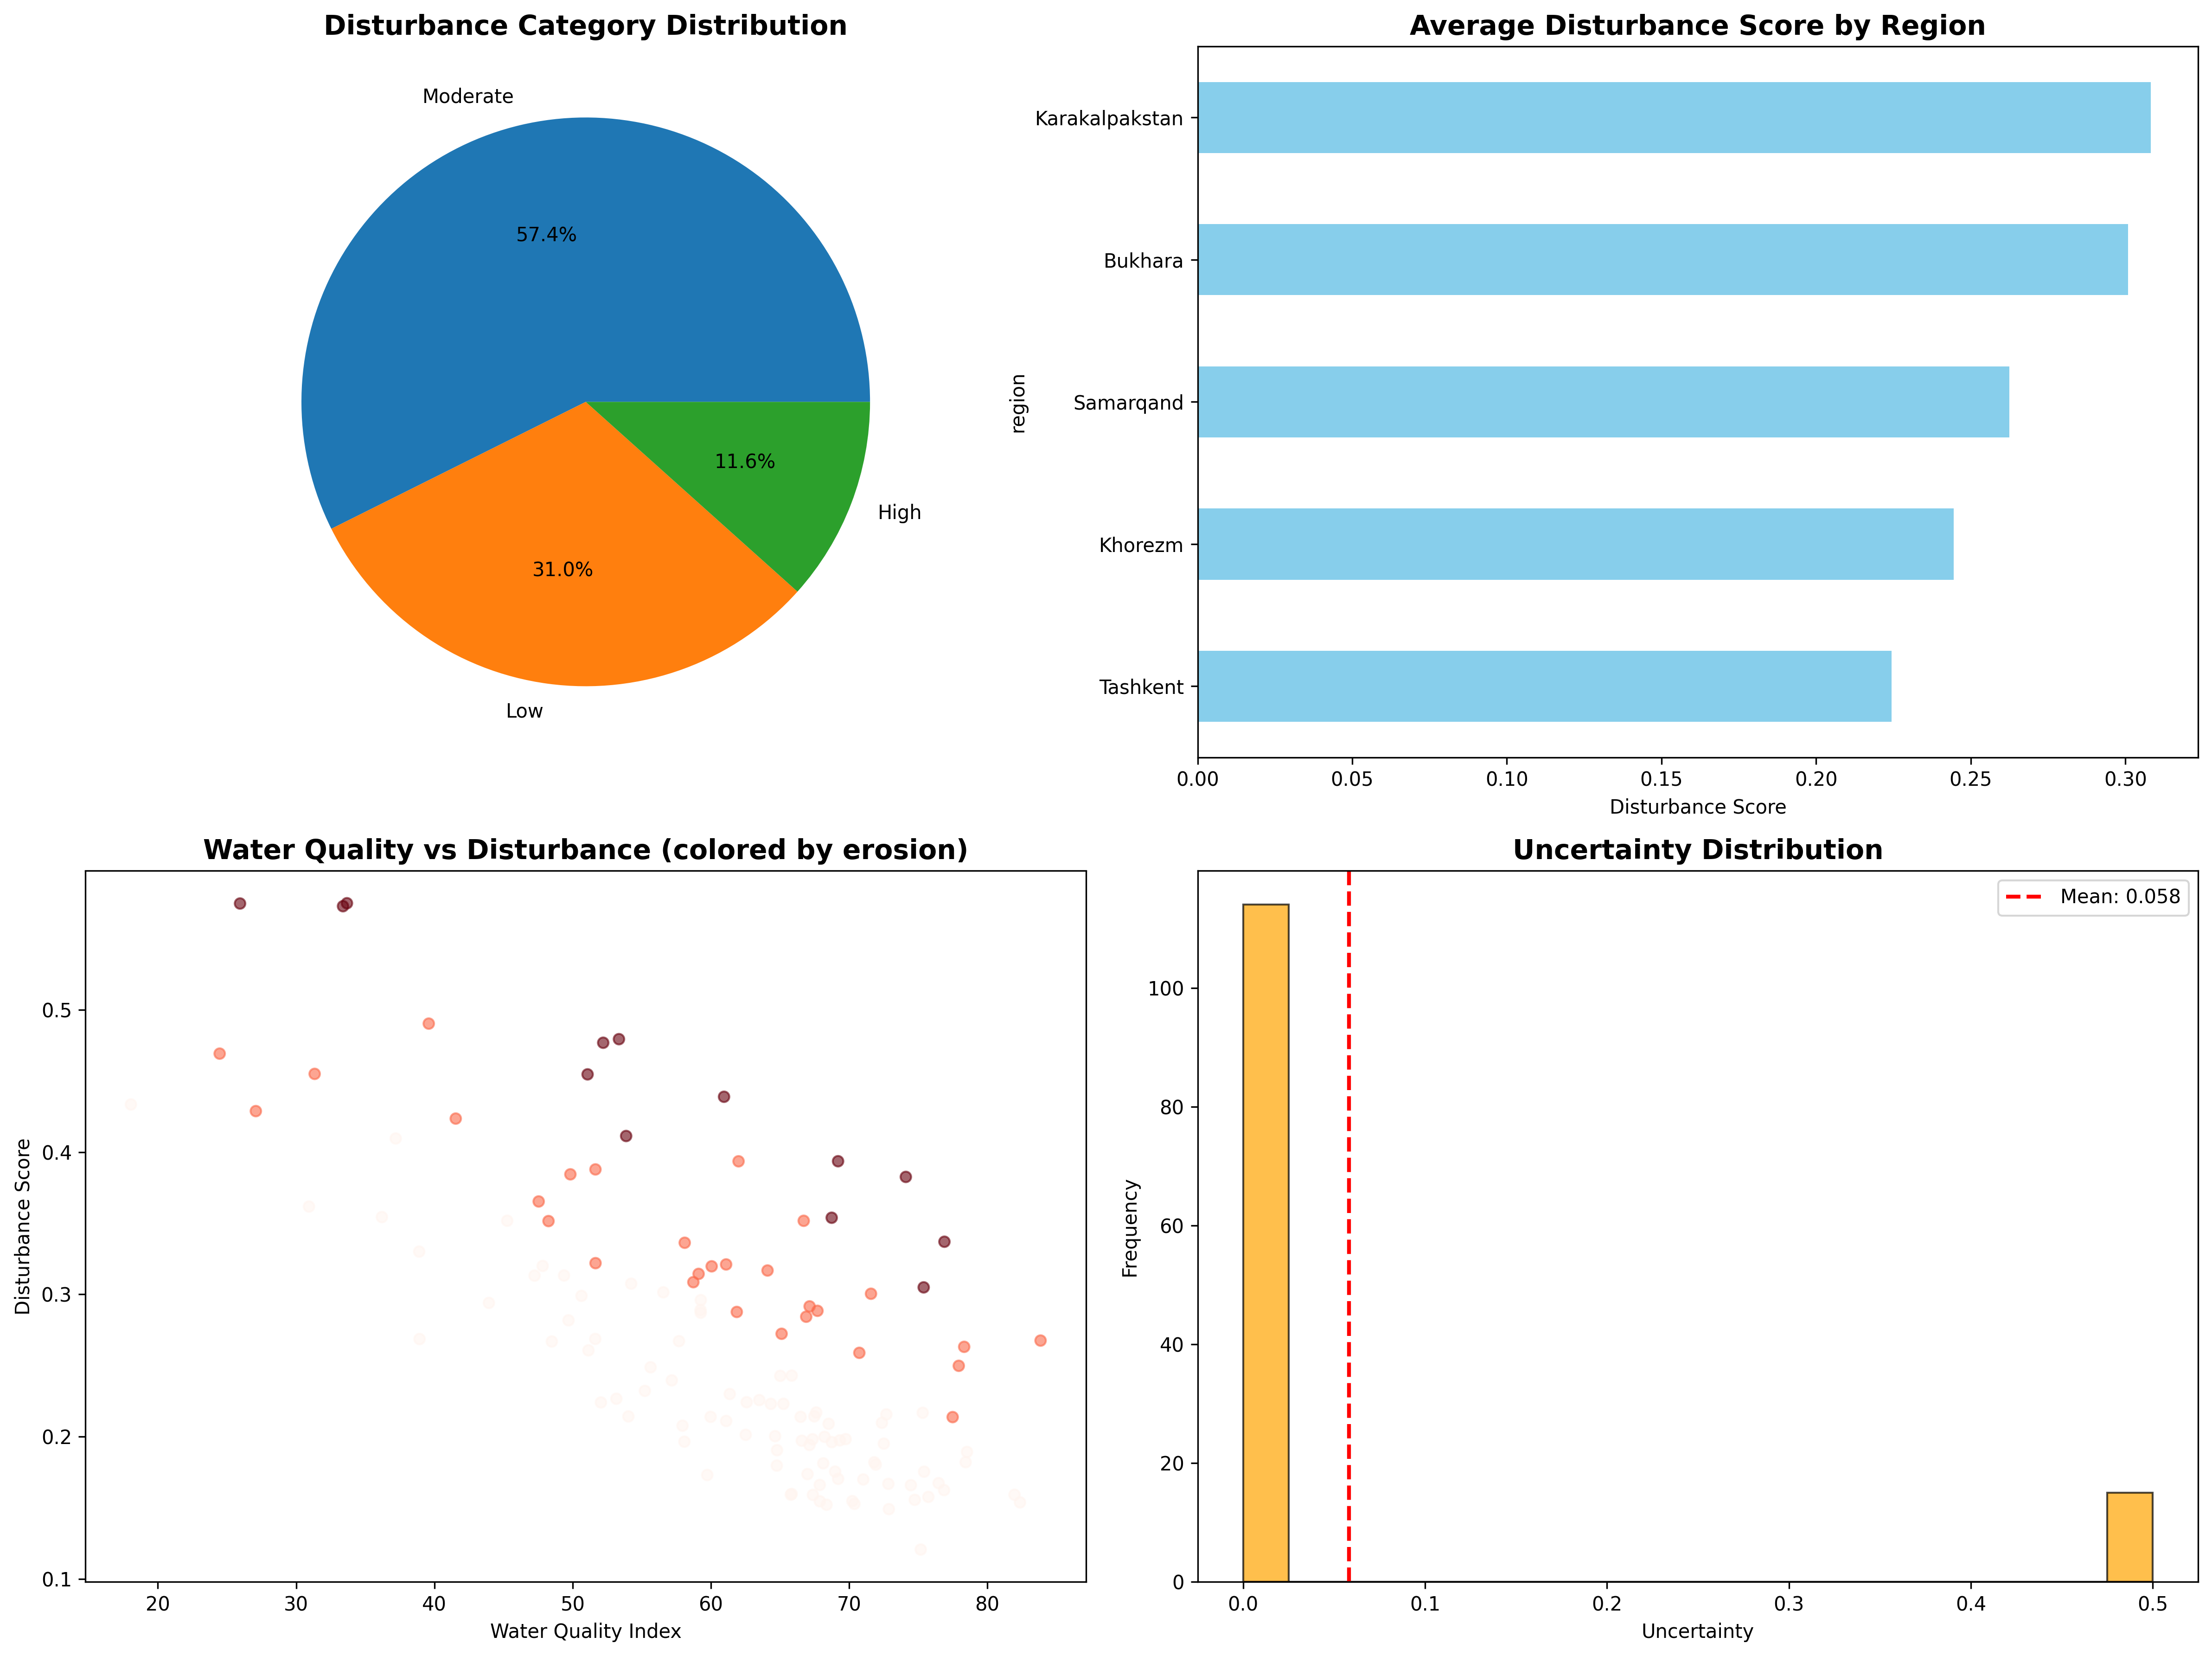 Disturbance Category Distribution
Moderate
57.4%
11.6%
High
31.0%
Low
Average Disturbance Score by Region
region
Karakalpakstan
Bukhara
Samarqand
Khorezm
Tashkent
0.00 0.05 0.10 0.15 0.20 0.25 0.30
Disturbance Score
Water Quality vs Disturbance (colored by erosion)
Disturbance Score
0.5
0.4
0.3
0.2
0.1
20 30 40 50 60 70 80
Water Quality Index
Uncertainty Distribution
Mean: 0.058
Frequency
100
80
60
40
20
0
0.0 0.1 0.2 0.3 0.4 0.5
Uncertainty